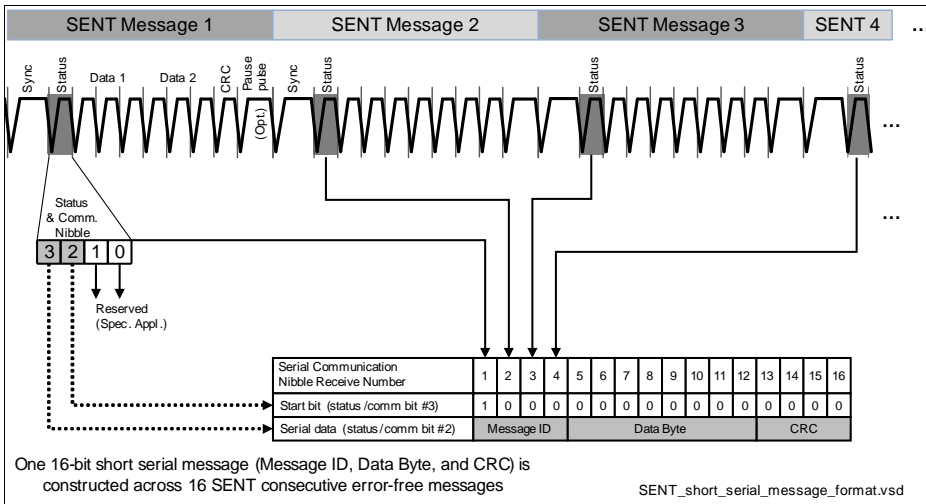 SENT Message 1 SENT Message 2 SENT Message 3 SENT 4 ...
Sync Status Data 1 Data 2 CRC Pause pulse (Opt.) Sync Status Status Status
...
Status
& Comm.
Nibble
3 2 1 0
...
Reserved
(Spec. Appl.)
Serial Communication
Nibble Receive Number 1 2 3 4 5 6 7 8 9 10 11 12 13 14 15 16
Start bit (status/comm bit #3) 1 0 0 0 0 0 0 0 0 0 0 0 0 0 0 0
Serial data (status/comm bit #2) Message ID Data Byte CRC
One 16-bit short serial message (Message ID, Data Byte, and CRC) is
constructed across 16 SENT consecutive error-free messages
SENT_short_serial_message_format.vsd